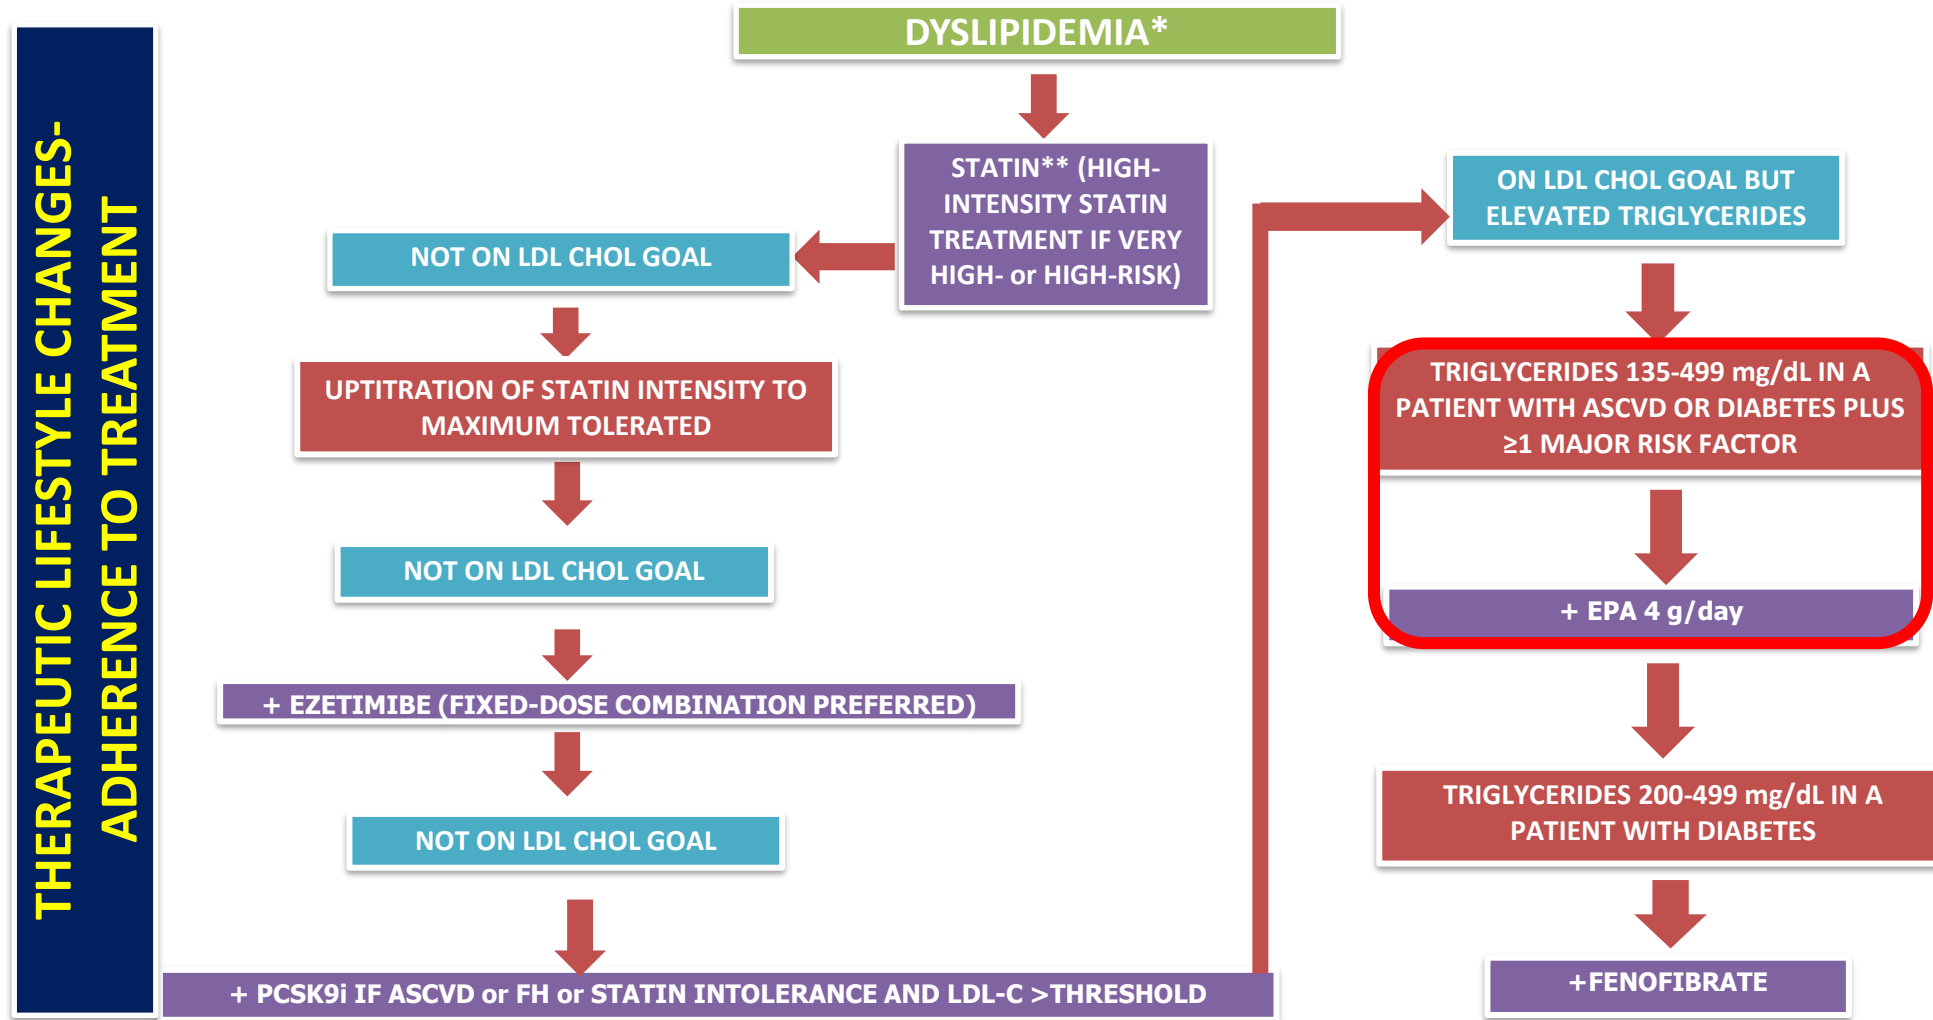 THERAPEUTIC LIFESTYLE CHANGES-
ADHERENCE TO TREATMENT
DYSLIPIDEMIA*
STATIN** (HIGH-
INTENSITY STATIN
TREATMENT IF VERY
HIGH- or HIGH-RISK)
NOT ON LDL CHOL GOAL
UPTITRATION OF STATIN INTENSITY TO
MAXIMUM TOLERATED
NOT ON LDL CHOL GOAL
+ EZETIMIBE (FIXED-DOSE COMBINATION PREFERRED)
NOT ON LDL CHOL GOAL
+ PCSK9i IF ASCVD or FH or STATIN INTOLERANCE AND LDL-C >THRESHOLD
ON LDL CHOL GOAL BUT
ELEVATED TRIGLYCERIDES
TRIGLYCERIDES 135-499 mg/dL IN A
PATIENT WITH ASCVD OR DIABETES PLUS
≥1 MAJOR RISK FACTOR
+ EPA 4 g/day
TRIGLYCERIDES 200-499 mg/dL IN A
PATIENT WITH DIABETES
+FENOFIBRATE